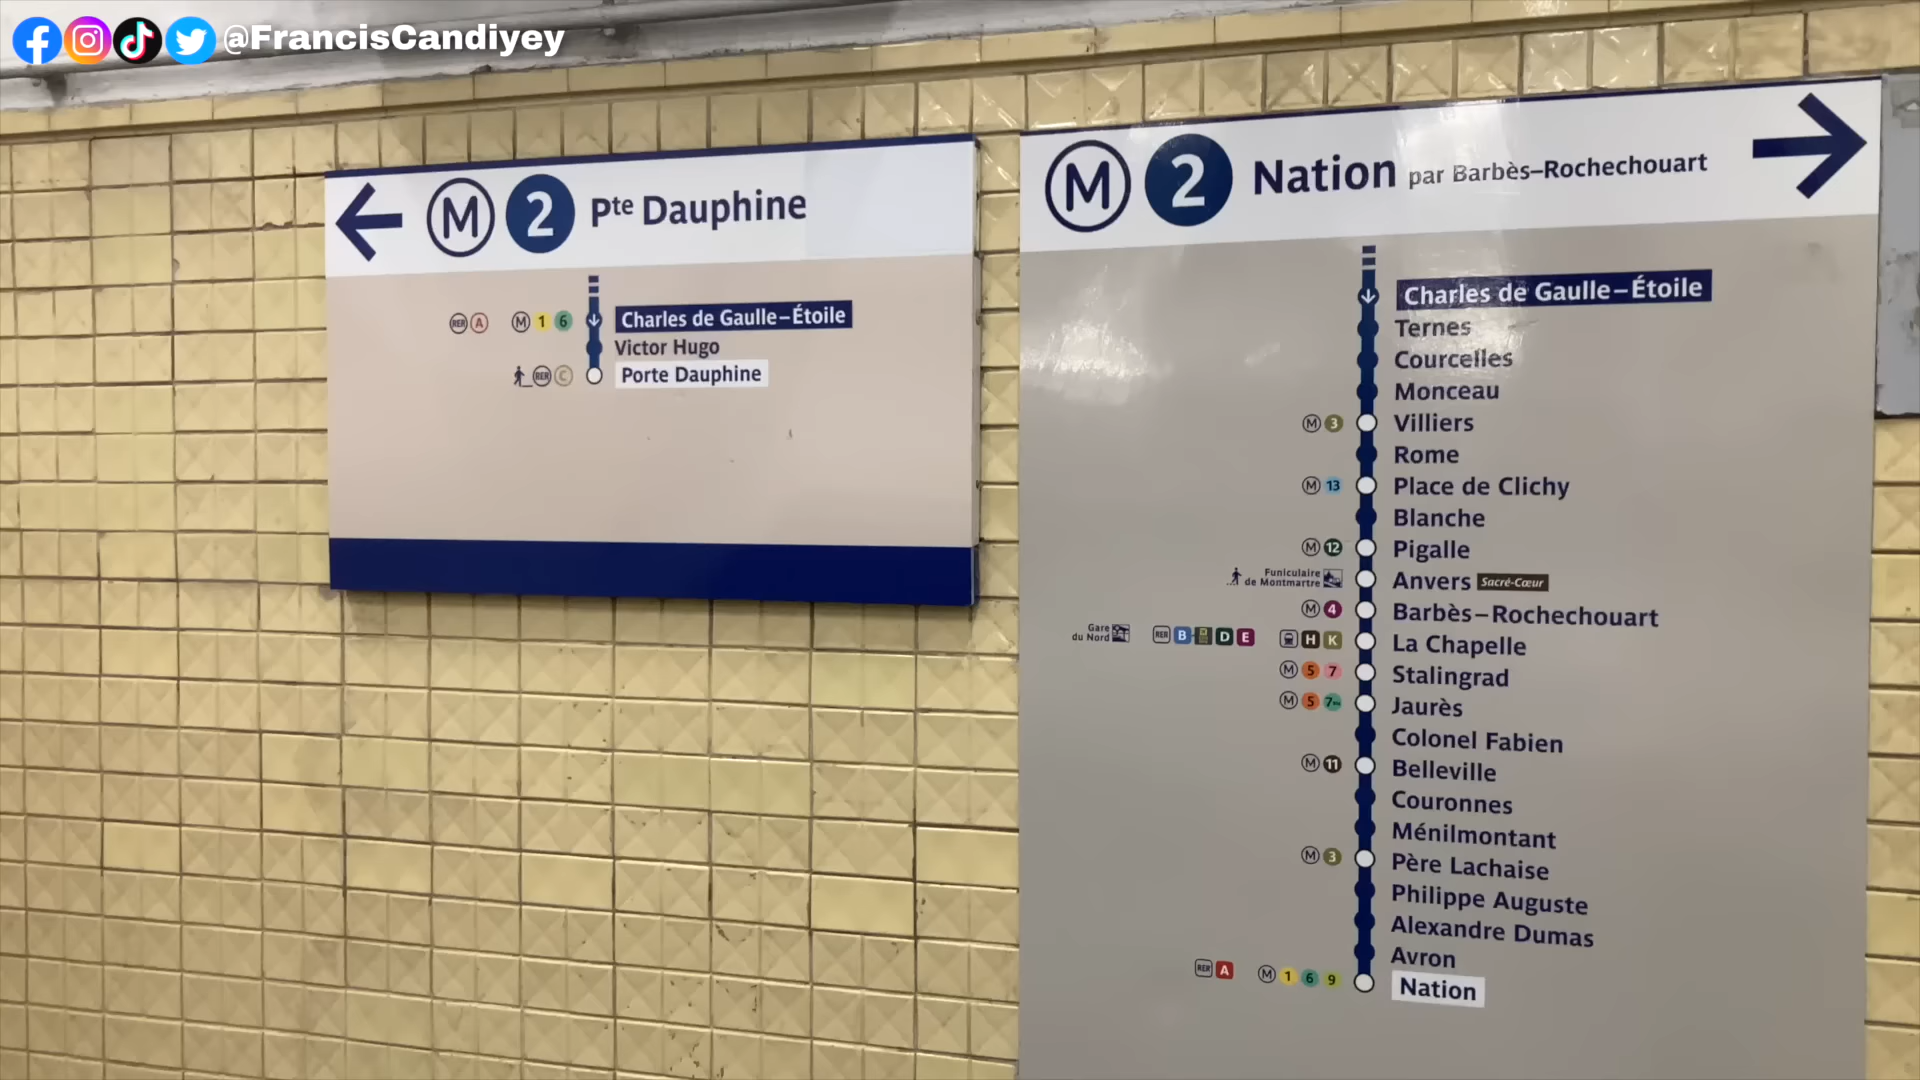 @FrancisCandiyey
M 2 Pte Dauphine
RER A M 1 6 Charles de Gaulle–Étoile
Victor Hugo
RER C Porte Dauphine
M 2 Nation par Barbès–Rochechouart
Charles de Gaulle–Étoile
Ternes
Courcelles
Monceau
M 3 Villiers
Rome
M 13 Place de Clichy
Blanche
M 12 Pigalle
Funiculaire
de Montmartre Anvers Sacré-Cœur
M 4 Barbès–Rochechouart
Gare
du Nord RER B D E H K La Chapelle
M 5 7 Stalingrad
M 5 7bis Jaurès
Colonel Fabien
M 11 Belleville
Couronnes
Ménilmontant
M 3 Père Lachaise
Philippe Auguste
Alexandre Dumas
Avron
RER A M 1 6 9 Nation